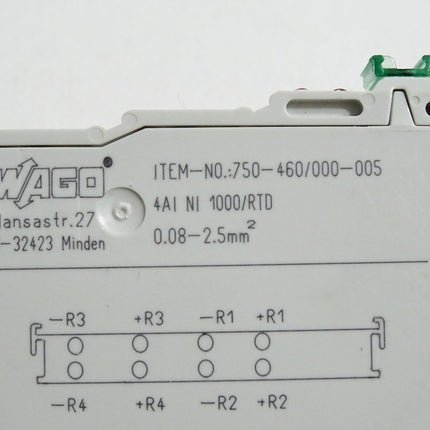 WAGO®
Hansastr.27
-32423 Minden
ITEM-NO.:750-460/000-005
4AI NI 1000/RTD
0.08-2.5mm²
-R3 +R3 -R1 +R1
-R4 +R4 -R2 +R2